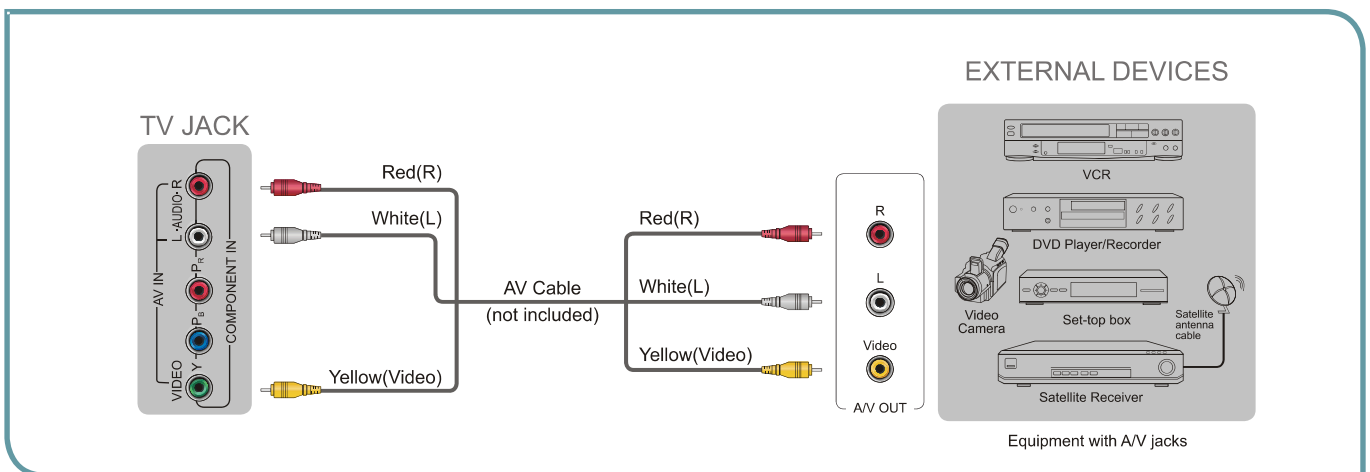 EXTERNAL DEVICES
TV JACK
AV IN
L - AUDIO - R
VIDEO
PR
PB
Y
COMPONENT IN
Red(R)
White(L)
Yellow(Video)
AV Cable
(not included)
Red(R)
White(L)
Yellow(Video)
R
L
Video
A/V OUT
VCR
DVD Player/Recorder
Video
Camera
Set-top box
Satellite
antenna
cable
Satellite Receiver
Equipment with A/V jacks